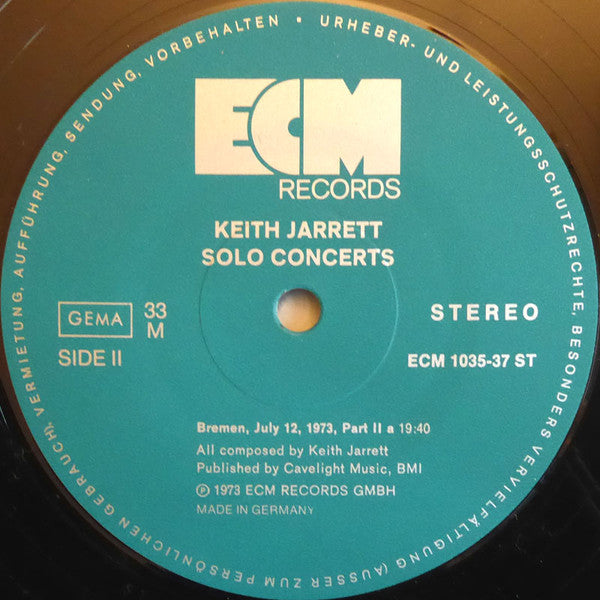 ECM
RECORDS
KEITH JARRETT
SOLO CONCERTS
GEMA
33
M
SIDE II
STEREO
ECM 1035-37 ST
Bremen, July 12, 1973, Part II a 19:40
All composed by Keith Jarrett
Published by Cavelight Music, BMI
Ⓟ 1973 ECM RECORDS GMBH
MADE IN GERMANY
URHEBER- UND LEISTUNGSSCHUTZRECHTE, BESONDERS VERVIELFÄLTIGUNG (AUSSER ZUM PERSÖNLICHEN GEBRAUCH), VERMIETUNG, AUFFÜHRUNG, SENDUNG, VORBEHALTEN •